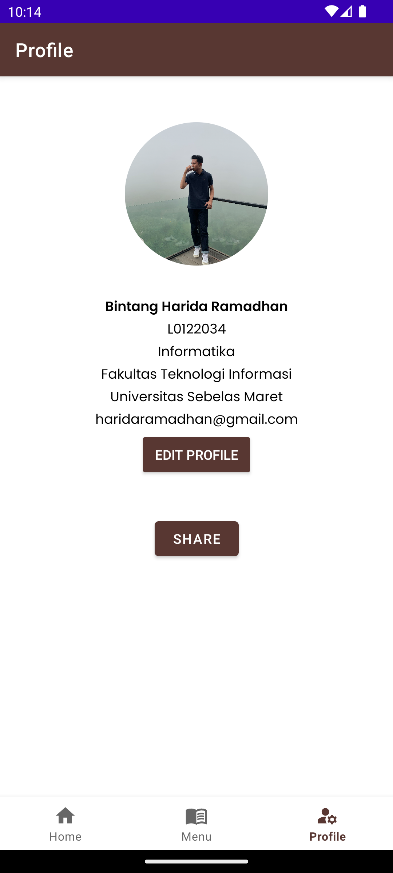 10:14
Profile
Bintang Harida Ramadhan
L0122034
Informatika
Fakultas Teknologi Informasi
Universitas Sebelas Maret
haridaramadhan@gmail.com
EDIT PROFILE
SHARE
Home
Menu
Profile